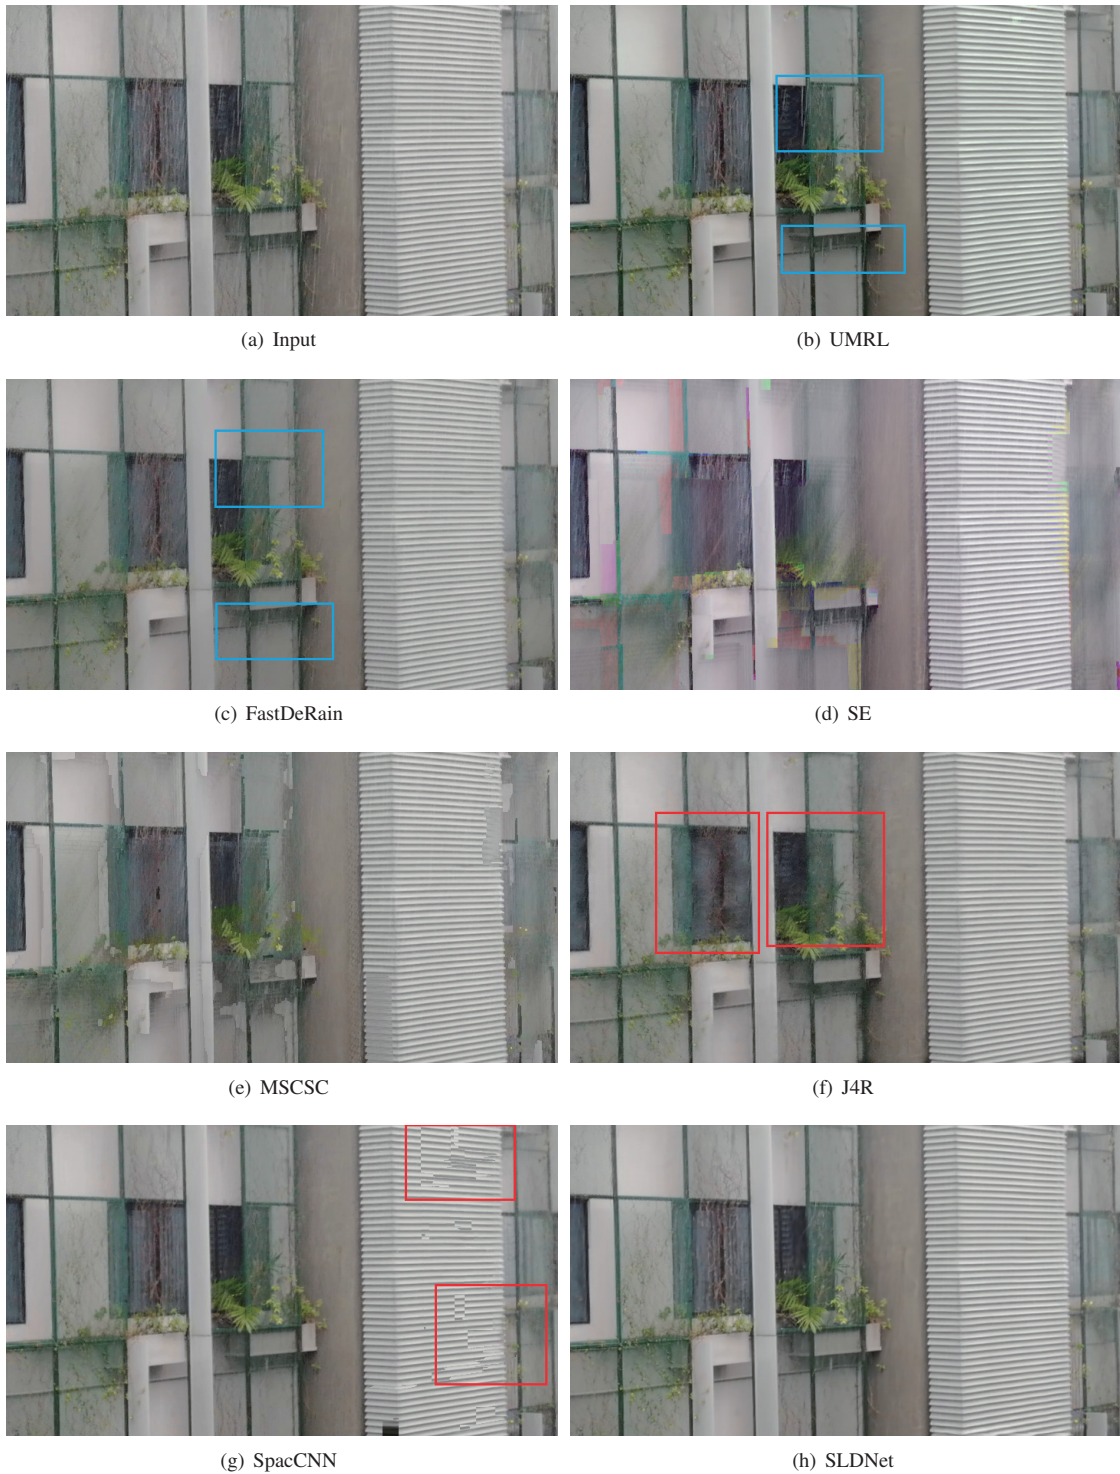 (a) Input
(b) UMRL
(c) FastDeRain
(d) SE
(e) MSCSC
(f) J4R
(g) SpacCNN
(h) SLDNet